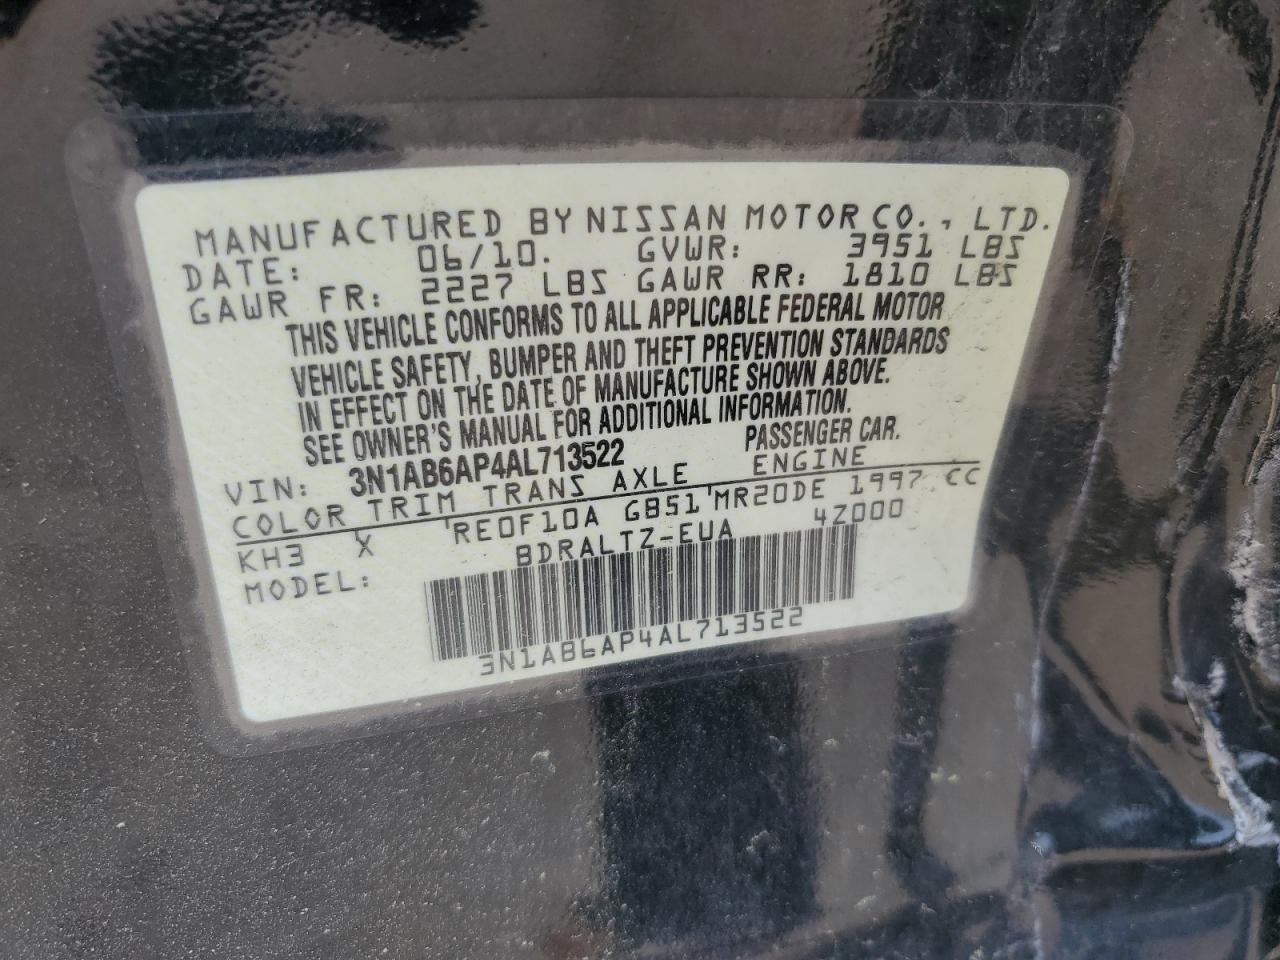 MANUFACTURED BY NISSAN MOTOR CO., LTD.
DATE: 06/10. GVWR: 3951 LBS
GAWR FR: 2227 LBS GAWR RR: 1810 LBS
THIS VEHICLE CONFORMS TO ALL APPLICABLE FEDERAL MOTOR
VEHICLE SAFETY, BUMPER AND THEFT PREVENTION STANDARDS
IN EFFECT ON THE DATE OF MANUFACTURE SHOWN ABOVE.
SEE OWNER'S MANUAL FOR ADDITIONAL INFORMATION.
VIN: 3N1AB6AP4AL713522 PASSENGER CAR.
COLOR TRIM TRANS AXLE ENGINE
KH3 X RE0F10A GB51 MR20DE 1997 CC
MODEL: BDRALTZ-EUA 4Z000
3N1AB6AP4AL713522